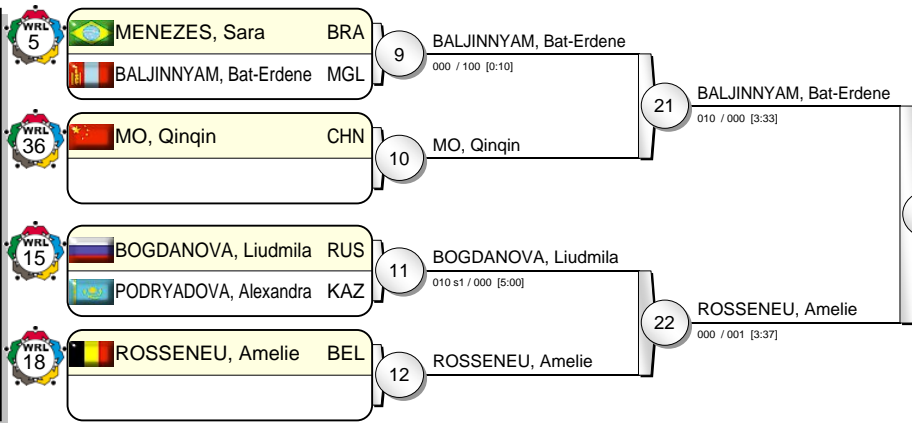 WRL
5
MENEZES, Sara BRA
BALJINNYAM, Bat-Erdene MGL
9
BALJINNYAM, Bat-Erdene
000 / 100 [0:10]
WRL
36
MO, Qinqin CHN
10
MO, Qinqin
21
BALJINNYAM, Bat-Erdene
010 / 000 [3:33]
WRL
15
BOGDANOVA, Liudmila RUS
PODRYADOVA, Alexandra KAZ
11
BOGDANOVA, Liudmila
010 s1 / 000 [5:00]
WRL
18
ROSSENEU, Amelie BEL
12
ROSSENEU, Amelie
22
ROSSENEU, Amelie
000 / 001 [3:37]